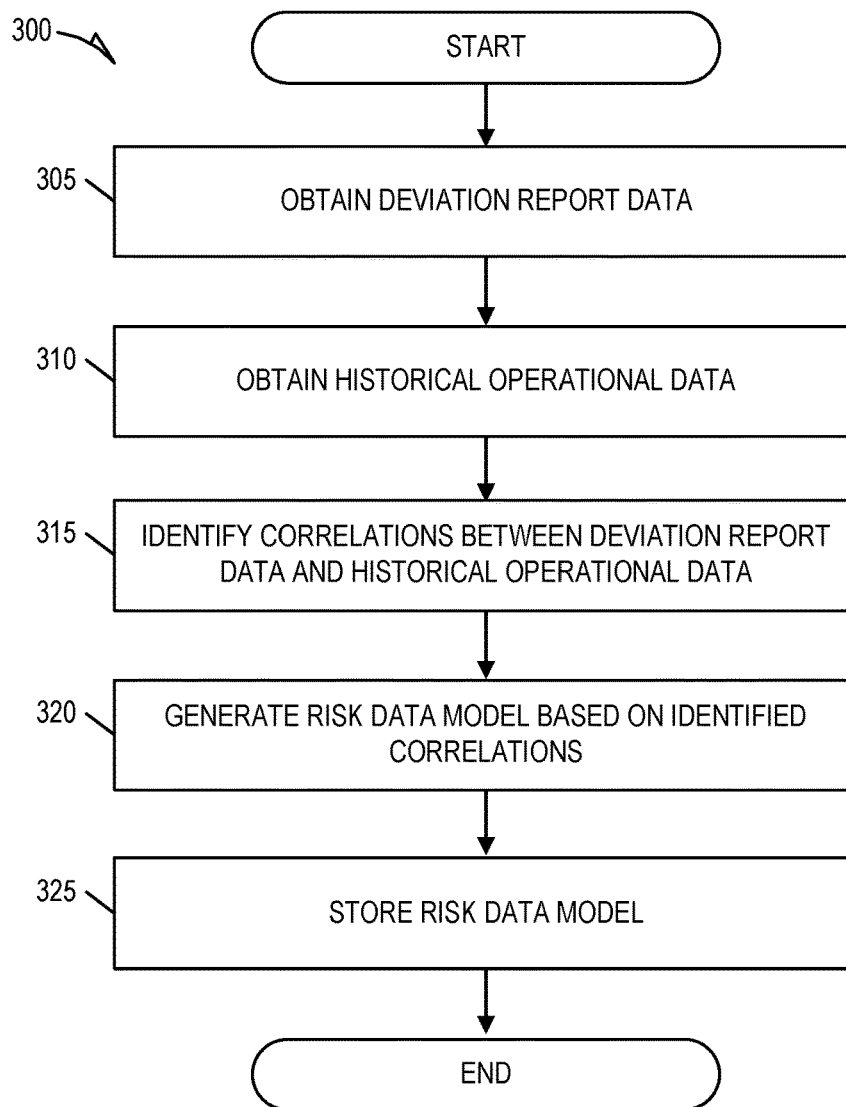 300
START
305
OBTAIN DEVIATION REPORT DATA
310
OBTAIN HISTORICAL OPERATIONAL DATA
315
IDENTIFY CORRELATIONS BETWEEN DEVIATION REPORT
DATA AND HISTORICAL OPERATIONAL DATA
320
GENERATE RISK DATA MODEL BASED ON IDENTIFIED
CORRELATIONS
325
STORE RISK DATA MODEL
END